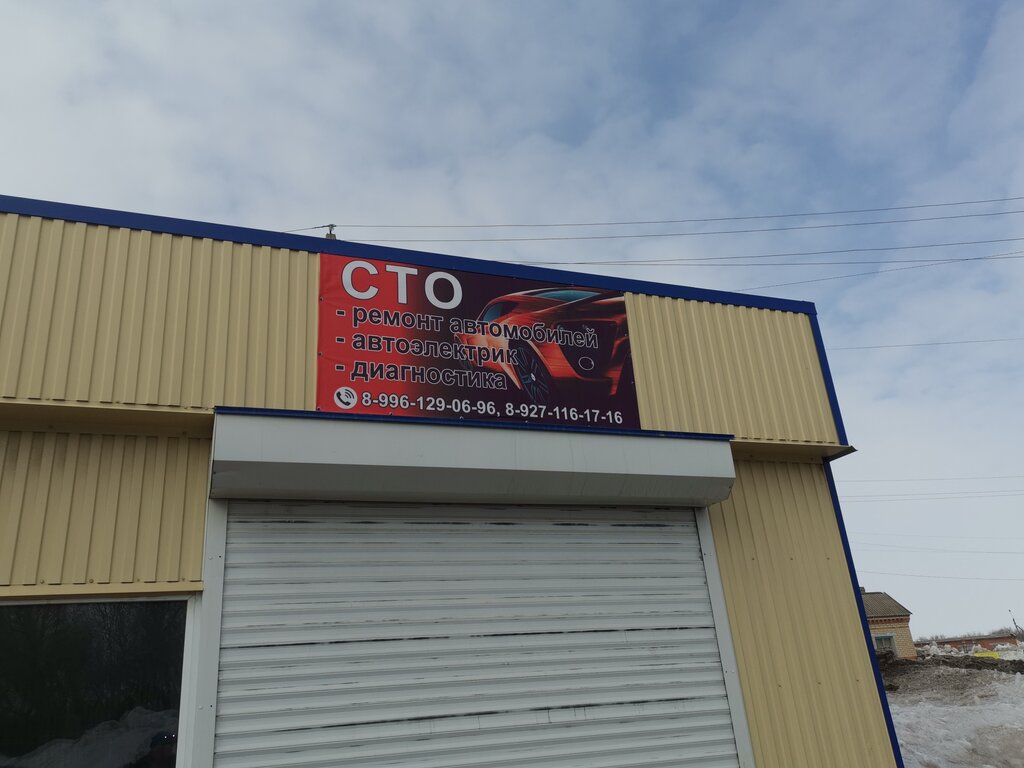 СТО
- ремонт автомобилей
- автоэлектрик
- диагностика
8-996-129-06-96, 8-927-116-17-16